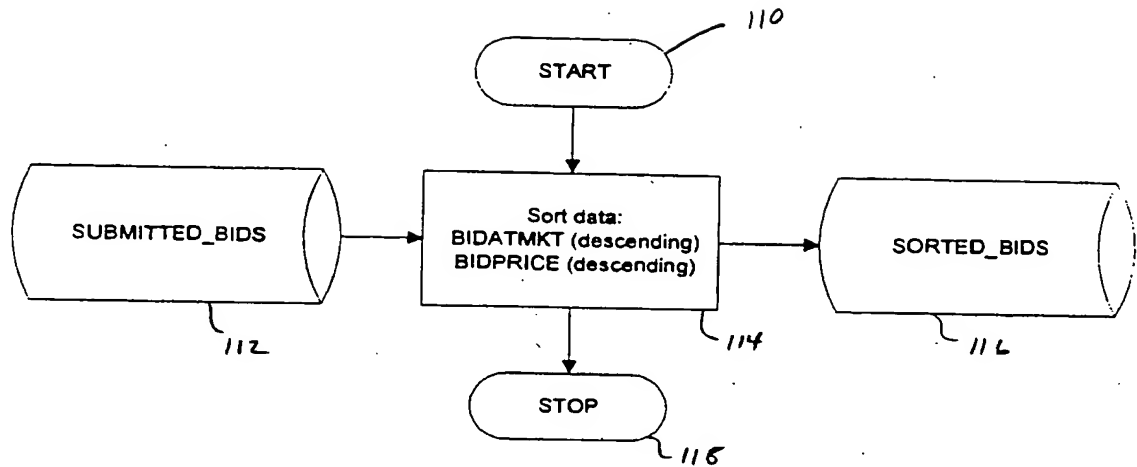 110
START
SUBMITTED_BIDS
Sort data:
BIDATMKT (descending)
BIDPRICE (descending)
SORTED_BIDS
112
114
116
STOP
118